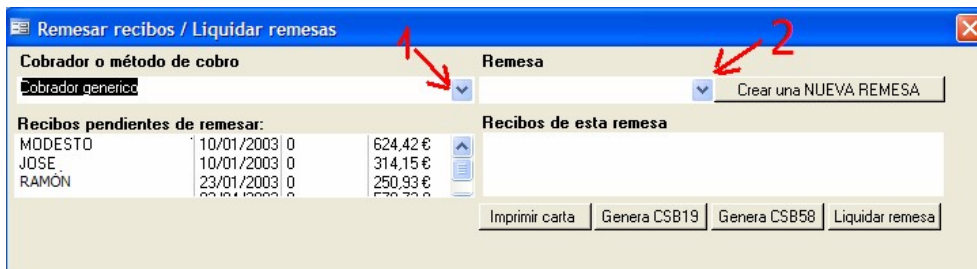 Remesar recibos / Liquidar remesas
1
2
Cobrador o método de cobro
Remesa
Cobrador generico
Crear una NUEVA REMESA
Recibos pendientes de remesar:
Recibos de esta remesa
MODESTO 10/01/2003 0 624,42 €
JOSE 10/01/2003 0 314,15 €
RAMÓN 23/01/2003 0 250,93 €
Imprimir carta
Genera CSB19
Genera CSB58
Liquidar remesa